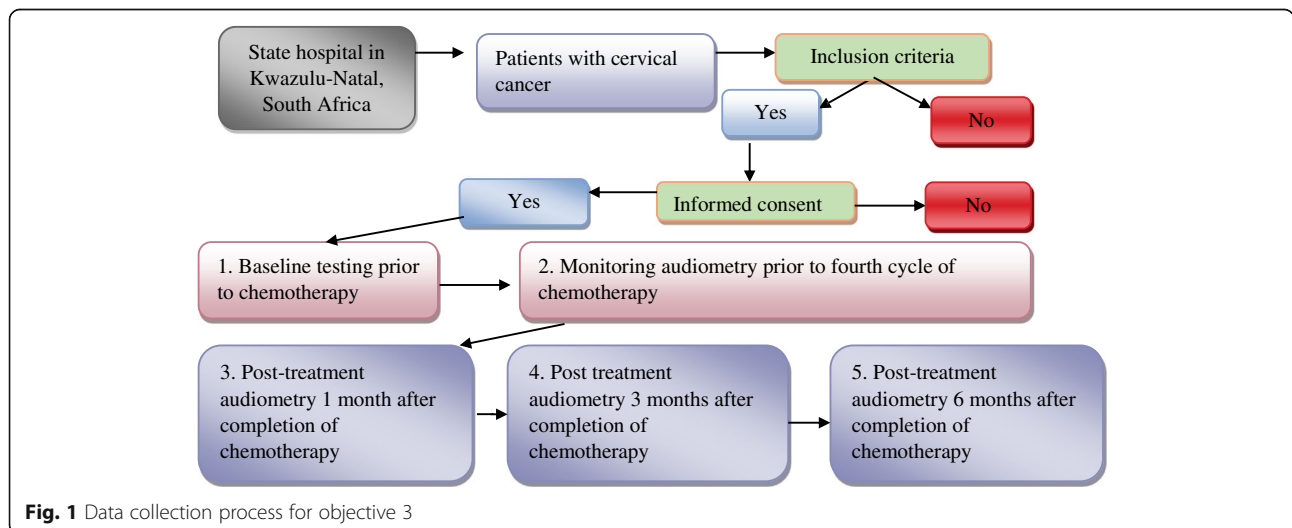 State hospital in
Kwazulu-Natal,
South Africa
Patients with cervical
cancer
Inclusion criteria
Yes
No
Informed consent
Yes
No
1. Baseline testing prior
to chemotherapy
2. Monitoring audiometry prior to fourth cycle of
chemotherapy
3. Post-treatment
audiometry 1 month after
completion of
chemotherapy
4. Post treatment
audiometry 3 months after
completion of
chemotherapy
5. Post-treatment
audiometry 6 months after
completion of
chemotherapy
Fig. 1 Data collection process for objective 3